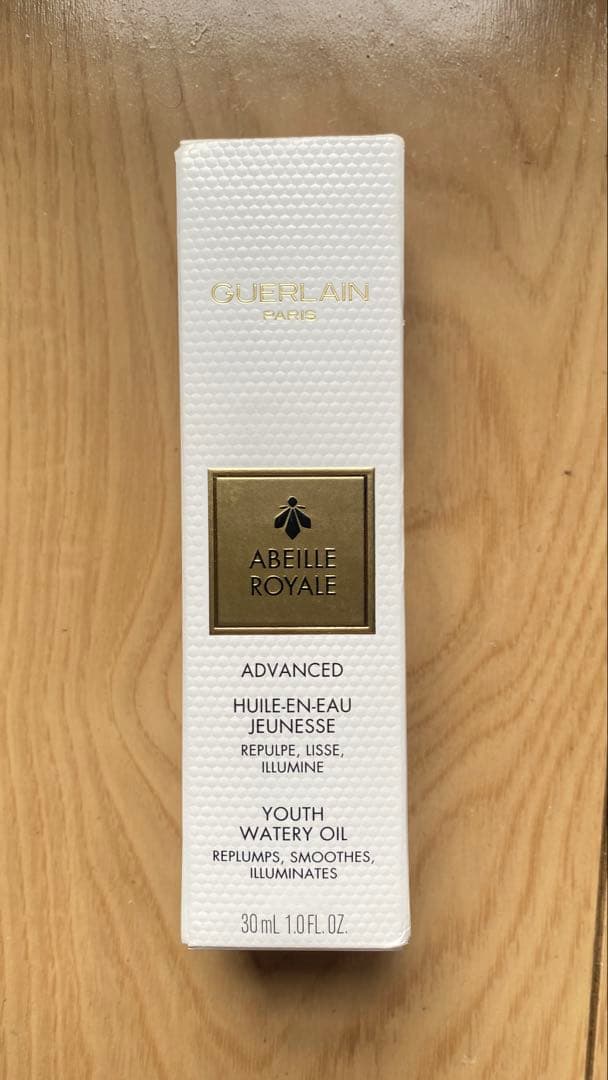 GUERLAIN
PARIS
ABEILLE
ROYALE
ADVANCED
HUILE-EN-EAU
JEUNESSE
REPULPE, LISSE,
ILLUMINE
YOUTH
WATERY OIL
REPLUMPS, SMOOTHES,
ILLUMINATES
30 mL 1.0 FL. OZ.